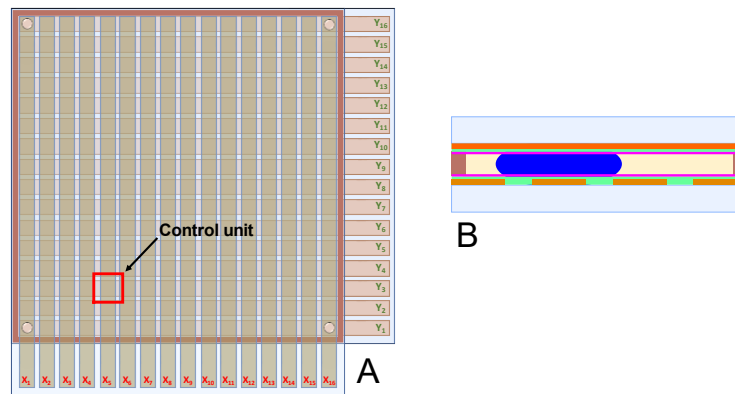 Y₁₆
Y₁₅
Y₁₄
Y₁₃
Y₁₂
Y₁₁
Y₁₀
Y₉
Y₈
Y₇
Y₆
Y₅
Y₄
Y₃
Y₂
Y₁
Control unit
X₁ X₂ X₃ X₄ X₅ X₆ X₇ X₈ X₉ X₁₀ X₁₁ X₁₂ X₁₃ X₁₄ X₁₅ X₁₆
A
B